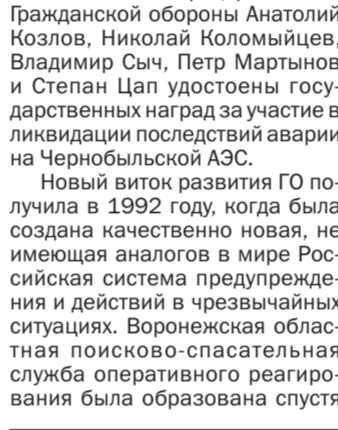 Гражданской обороны Анатолий
Козлов, Николай Коломыйцев,
Владимир Сыч, Петр Мартынов
и Степан Цап удостоены госу-
дарственных наград за участие в
ликвидации последствий аварии
на Чернобыльской АЭС.
Новый виток развития ГО по-
лучила в 1992 году, когда была
создана качественно новая, не
имеющая аналогов в мире Рос-
сийская система предупрежде-
ния и действий в чрезвычайных
ситуациях. Воронежская облас-
тная поисково-спасательная
служба оперативного реагиро-
вания была образована спустя